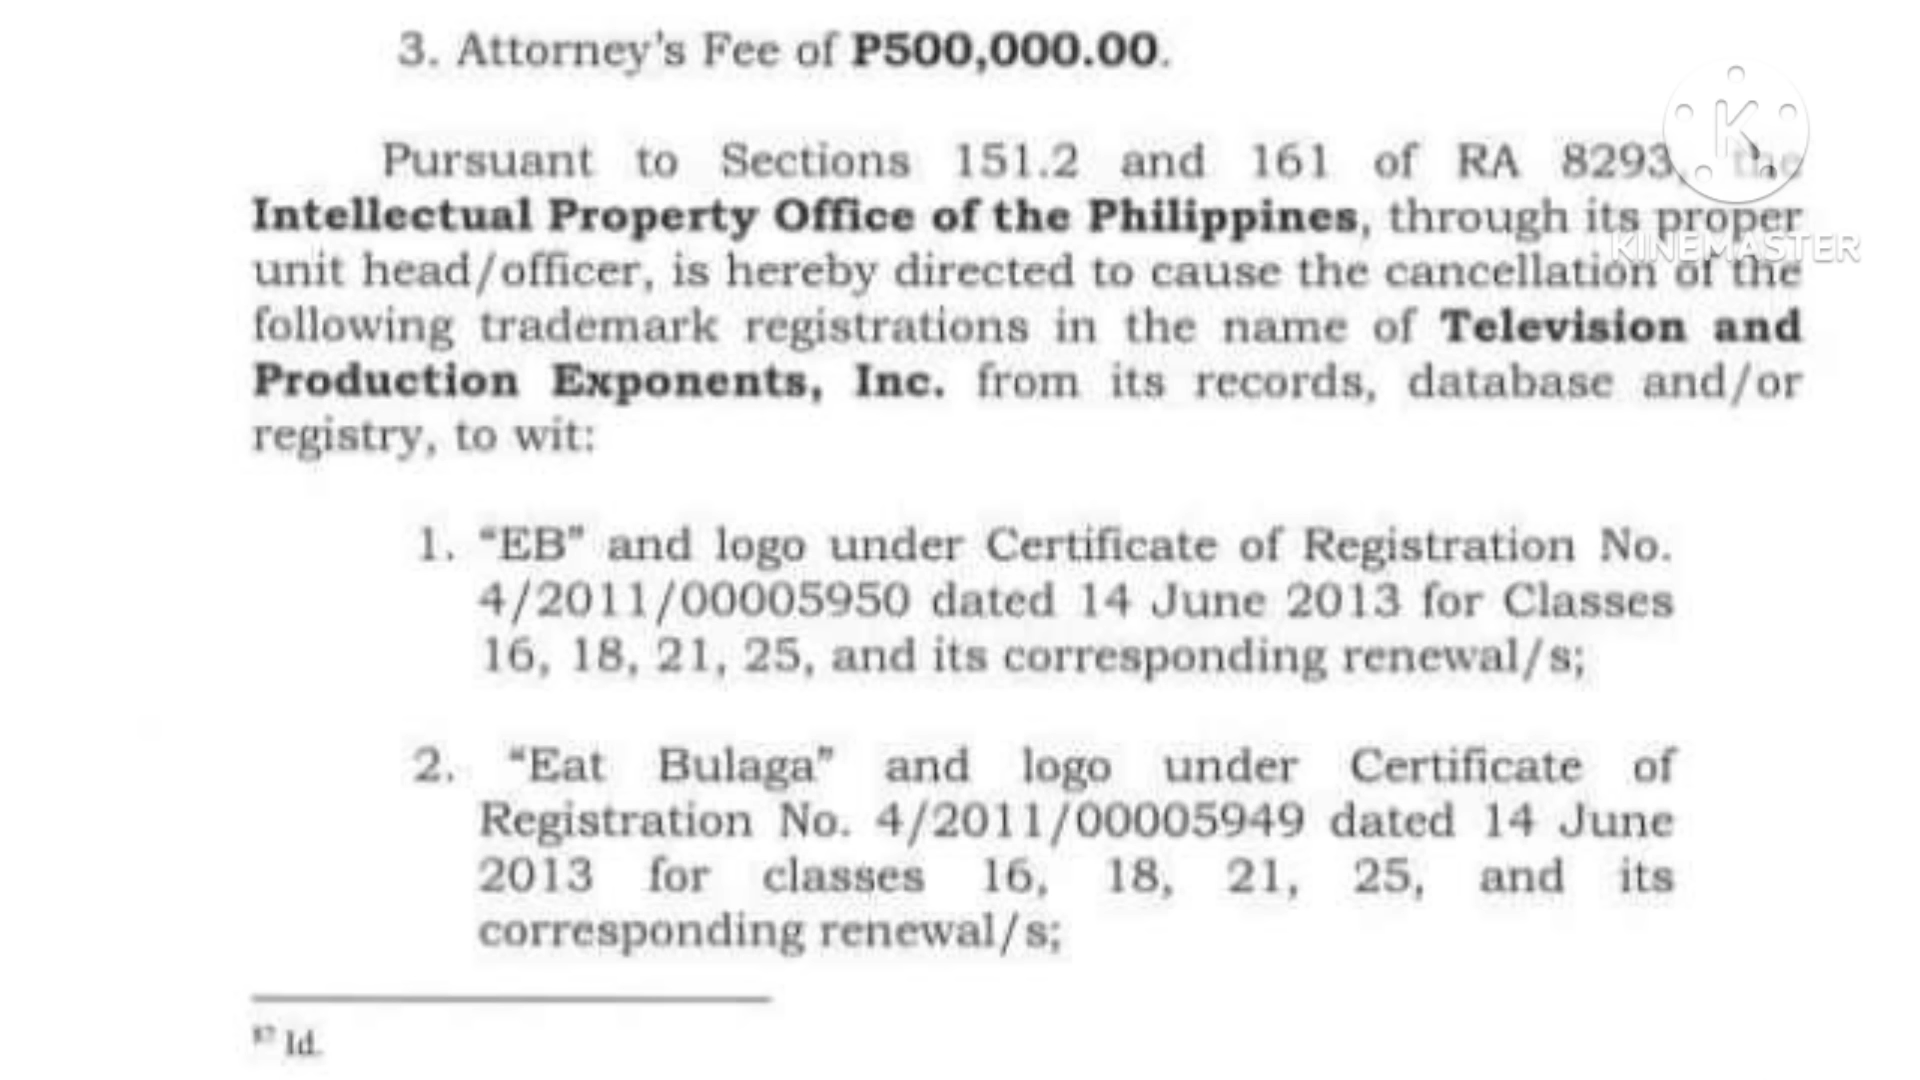 3. Attorney's Fee of P500,000.00.
Pursuant to Sections 151.2 and 161 of RA 8293, the
Intellectual Property Office of the Philippines, through its proper
unit head/officer, is hereby directed to cause the cancellation of the
following trademark registrations in the name of Television and
Production Exponents, Inc. from its records, database and/or
registry, to wit:
1. “EB” and logo under Certificate of Registration No.
4/2011/00005950 dated 14 June 2013 for Classes
16, 18, 21, 25, and its corresponding renewal/s;
2. “Eat Bulaga” and logo under Certificate of
Registration No. 4/2011/00005949 dated 14 June
2013 for classes 16, 18, 21, 25, and its
corresponding renewal/s;
Id.
K
KINEMASTER